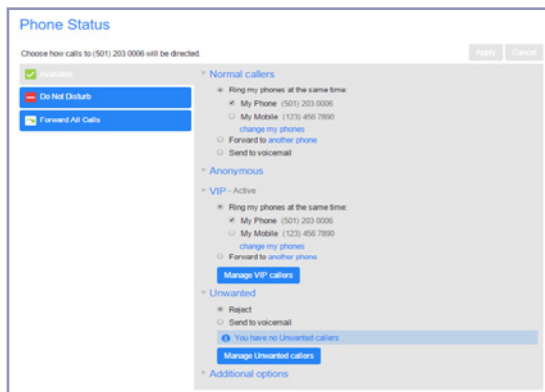 Phone Status
Choose how calls to (501) 203 0006 will be directed.
Apply
Cancel
Available
Do Not Disturb
Forward All Calls
Normal callers
Ring my phones at the same time:
My Phone (501) 203 0006
My Mobile (123) 456 7890
change my phones
Forward to another phone
Send to voicemail
Anonymous
VIP - Active
Ring my phones at the same time:
My Phone (501) 203 0006
My Mobile (123) 456 7890
change my phones
Forward to another phone
Manage VIP callers
Unwanted
Reject
Send to voicemail
You have no Unwanted callers
Manage Unwanted callers
Additional options